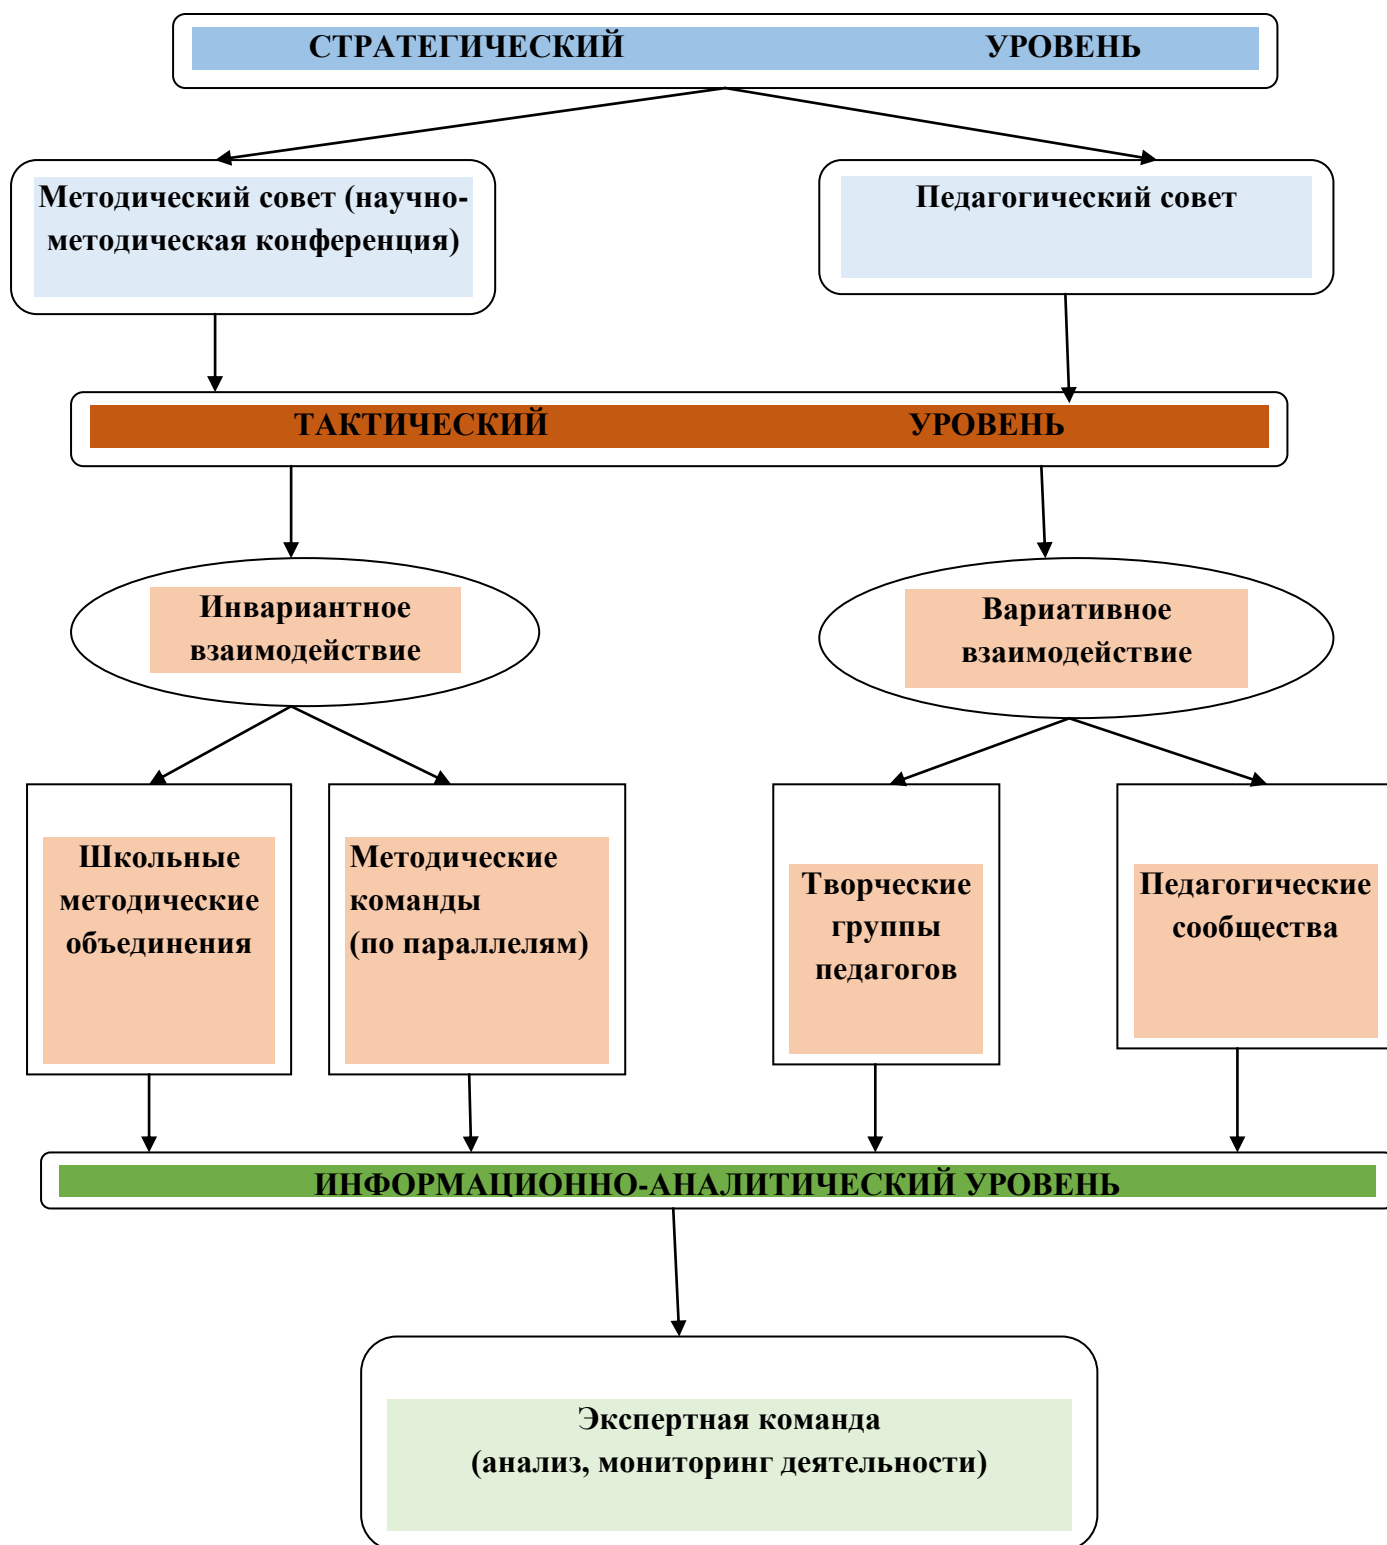 СТРАТЕГИЧЕСКИЙ УРОВЕНЬ
Методический совет (научно-
методическая конференция)
Педагогический совет
ТАКТИЧЕСКИЙ УРОВЕНЬ
Инвариантное
взаимодействие
Вариативное
взаимодействие
Школьные
методические
объединения
Методические
команды
(по параллелям)
Творческие
группы
педагогов
Педагогические
сообщества
ИНФОРМАЦИОННО-АНАЛИТИЧЕСКИЙ УРОВЕНЬ
Экспертная команда
(анализ, мониторинг деятельности)